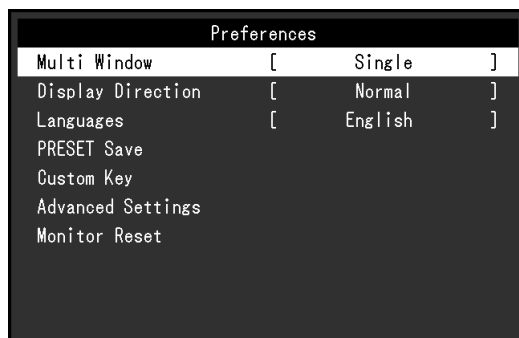 Preferences
Multi Window [ Single ]
Display Direction [ Normal ]
Languages [ English ]
PRESET Save
Custom Key
Advanced Settings
Monitor Reset